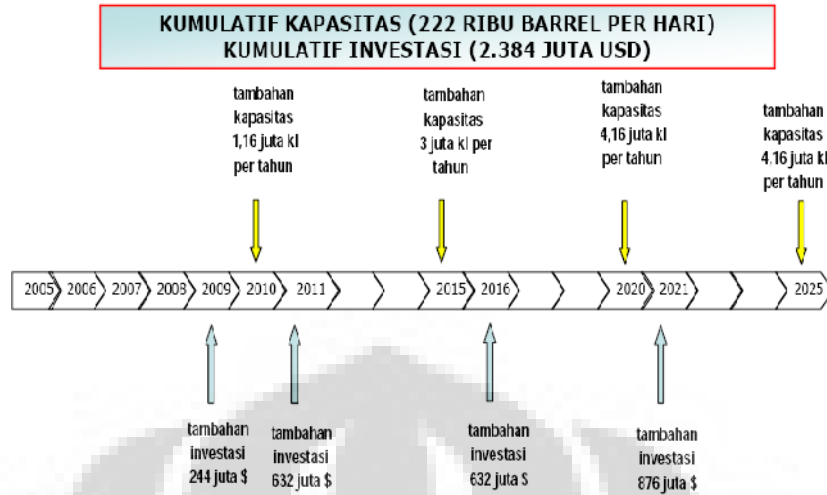 KUMULATIF KAPASITAS (222 RIBU BARREL PER HARI)
KUMULATIF INVESTASI (2.384 JUTA USD)
tambahan
kapasitas
1,16 juta kl
per tahun
tambahan
kapasitas
3 juta kl per
tahun
tambahan
kapasitas
4,16 juta kl
per tahun
tambahan
kapasitas
4,16 juta kl
per tahun
2005 2006 2007 2008 2009 2010 2011 2015 2016 2020 2021 2025
tambahan
investasi
244 juta $
tambahan
investasi
632 juta $
tambahan
investasi
632 juta $
tambahan
investasi
876 juta $